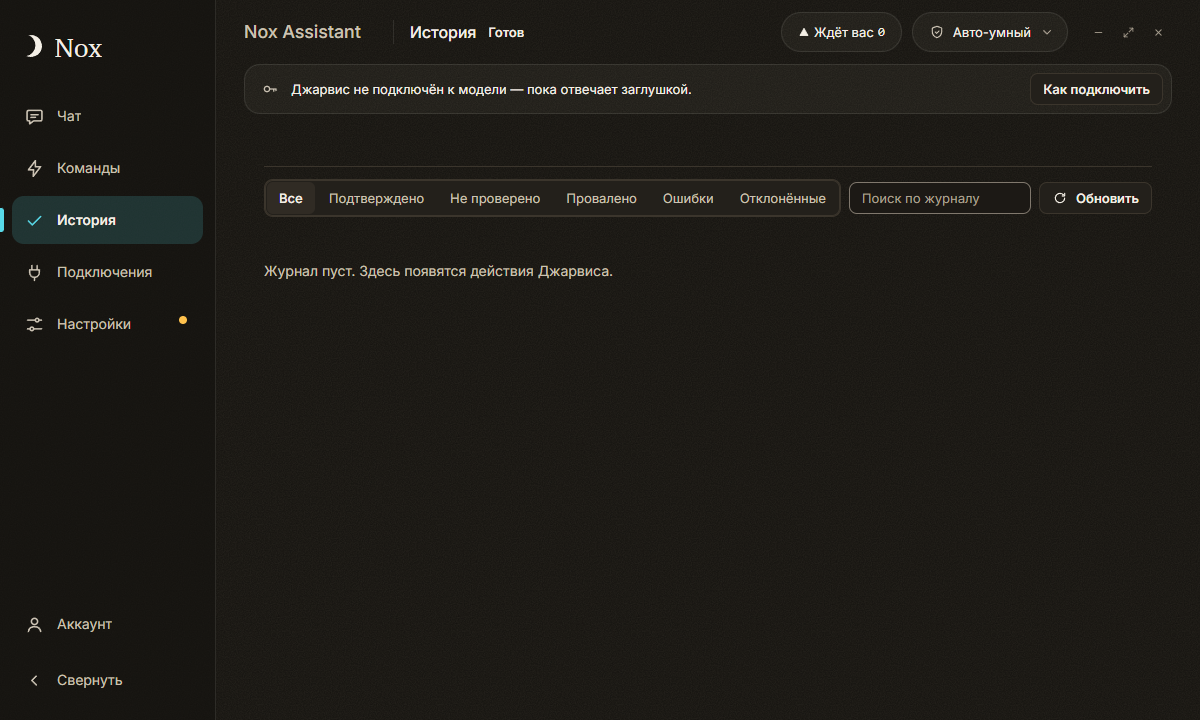 Nox
Nox Assistant
История Готов
Ждёт вас 0
Авто-умный
Джарвис не подключён к модели — пока отвечает заглушкой.
Как подключить
Чат
Команды
История
Подключения
Настройки
Все Подтверждено Не проверено Провалено Ошибки Отклонённые
Поиск по журналу
Обновить
Журнал пуст. Здесь появятся действия Джарвиса.
Аккаунт
Свернуть